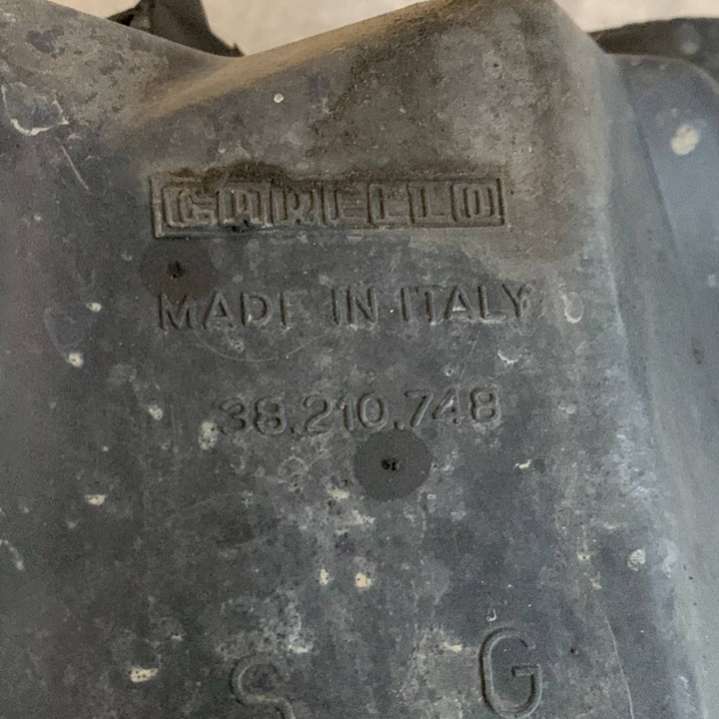 CARELLO
MADE IN ITALY
38.210.748
S G